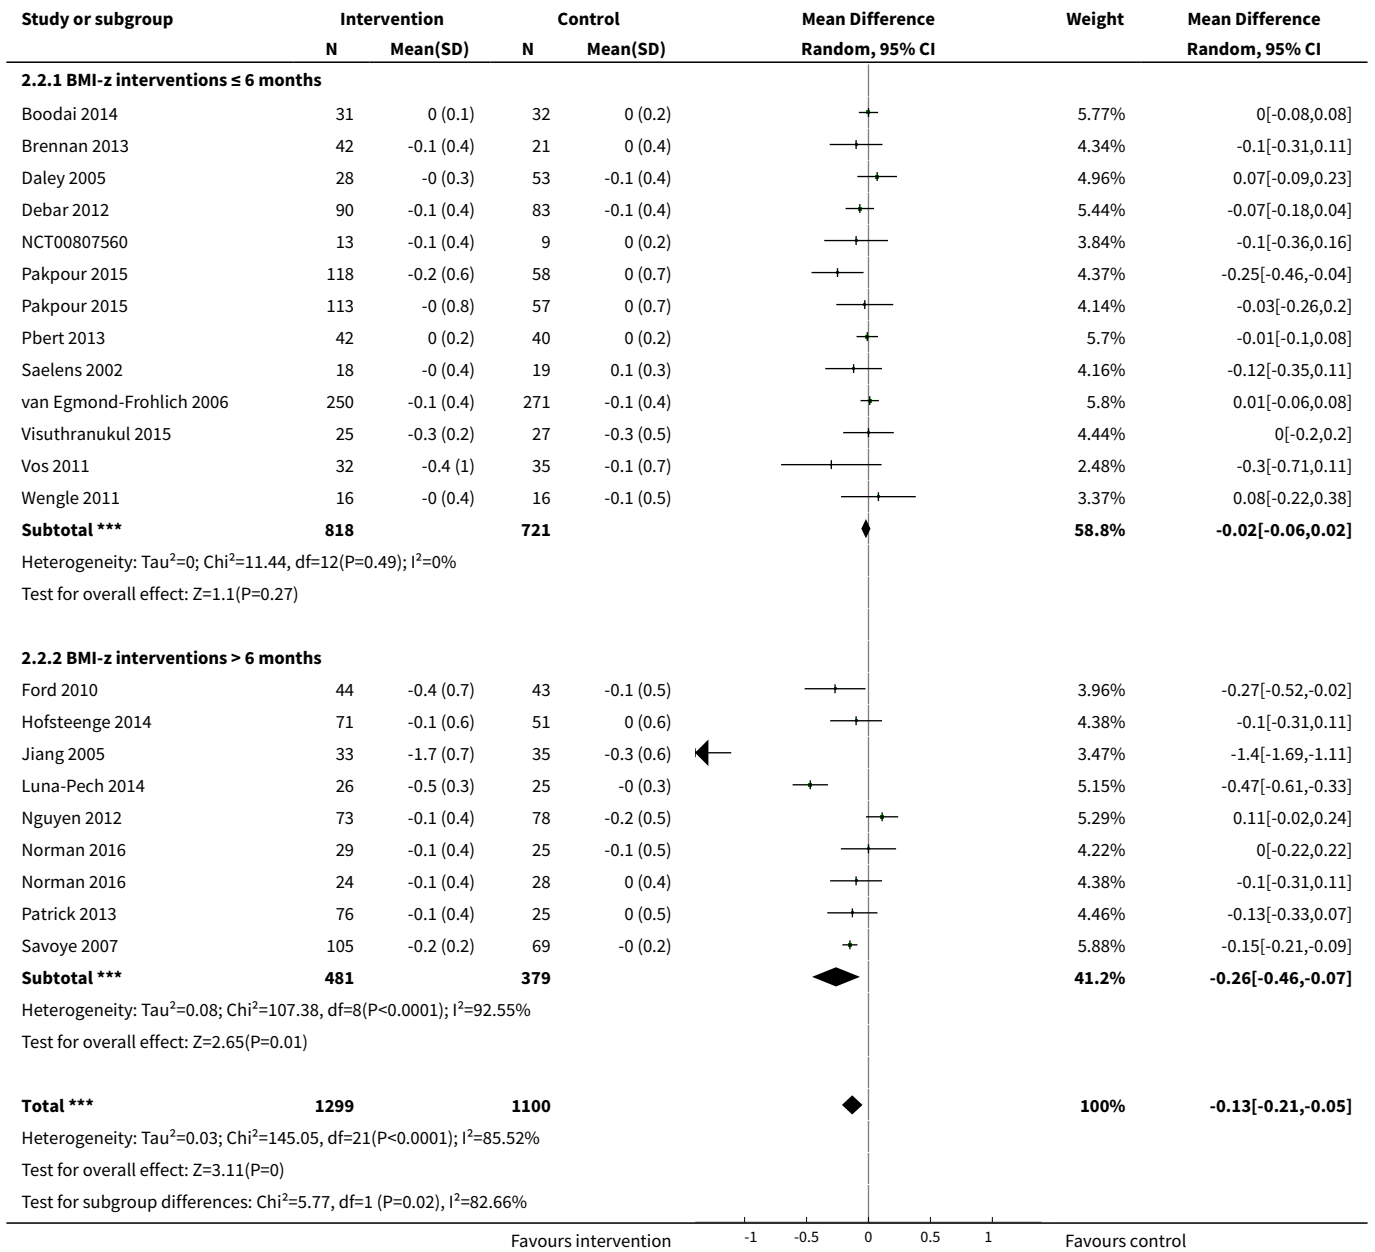 Study or subgroup Intervention Control Mean Difference Weight Mean Difference
N Mean(SD) N Mean(SD) Random, 95% CI Random, 95% CI
2.2.1 BMI-z interventions ≤ 6 months
Boodai 2014 31 0 (0.1) 32 0 (0.2) 5.77% 0[-0.08,0.08]
Brennan 2013 42 -0.1 (0.4) 21 0 (0.4) 4.34% -0.1[-0.31,0.11]
Daley 2005 28 -0 (0.3) 53 -0.1 (0.4) 4.96% 0.07[-0.09,0.23]
Debar 2012 90 -0.1 (0.4) 83 -0.1 (0.4) 5.44% -0.07[-0.18,0.04]
NCT00807560 13 -0.1 (0.4) 9 0 (0.2) 3.84% -0.1[-0.36,0.16]
Pakpour 2015 118 -0.2 (0.6) 58 0 (0.7) 4.37% -0.25[-0.46,-0.04]
Pakpour 2015 113 -0 (0.8) 57 0 (0.7) 4.14% -0.03[-0.26,0.2]
Pbert 2013 42 0 (0.2) 40 0 (0.2) 5.7% -0.01[-0.1,0.08]
Saelens 2002 18 -0 (0.4) 19 0.1 (0.3) 4.16% -0.12[-0.35,0.11]
van Egmond-Frohlich 2006 250 -0.1 (0.4) 271 -0.1 (0.4) 5.8% 0.01[-0.06,0.08]
Visuthranukul 2015 25 -0.3 (0.2) 27 -0.3 (0.5) 4.44% 0[-0.2,0.2]
Vos 2011 32 -0.4 (1) 35 -0.1 (0.7) 2.48% -0.3[-0.71,0.11]
Wengle 2011 16 -0 (0.4) 16 -0.1 (0.5) 3.37% 0.08[-0.22,0.38]
Subtotal *** 818 721 58.8% -0.02[-0.06,0.02]
Heterogeneity: Tau²=0; Chi²=11.44, df=12(P=0.49); I²=0%
Test for overall effect: Z=1.1(P=0.27)
2.2.2 BMI-z interventions > 6 months
Ford 2010 44 -0.4 (0.7) 43 -0.1 (0.5) 3.96% -0.27[-0.52,-0.02]
Hofsteenge 2014 71 -0.1 (0.6) 51 0 (0.6) 4.38% -0.1[-0.31,0.11]
Jiang 2005 33 -1.7 (0.7) 35 -0.3 (0.6) 3.47% -1.4[-1.69,-1.11]
Luna-Pech 2014 26 -0.5 (0.3) 25 -0 (0.3) 5.15% -0.47[-0.61,-0.33]
Nguyen 2012 73 -0.1 (0.4) 78 -0.2 (0.5) 5.29% 0.11[-0.02,0.24]
Norman 2016 29 -0.1 (0.4) 25 -0.1 (0.5) 4.22% 0[-0.22,0.22]
Norman 2016 24 -0.1 (0.4) 28 0 (0.4) 4.38% -0.1[-0.31,0.11]
Patrick 2013 76 -0.1 (0.4) 25 0 (0.5) 4.46% -0.13[-0.33,0.07]
Savoye 2007 105 -0.2 (0.2) 69 -0 (0.2) 5.88% -0.15[-0.21,-0.09]
Subtotal *** 481 379 41.2% -0.26[-0.46,-0.07]
Heterogeneity: Tau²=0.08; Chi²=107.38, df=8(P<0.0001); I²=92.55%
Test for overall effect: Z=2.65(P=0.01)
Total *** 1299 1100 100% -0.13[-0.21,-0.05]
Heterogeneity: Tau²=0.03; Chi²=145.05, df=21(P<0.0001); I²=85.52%
Test for overall effect: Z=3.11(P=0)
Test for subgroup differences: Chi²=5.77, df=1 (P=0.02), I²=82.66%
Favours intervention -1 -0.5 0 0.5 1 Favours control